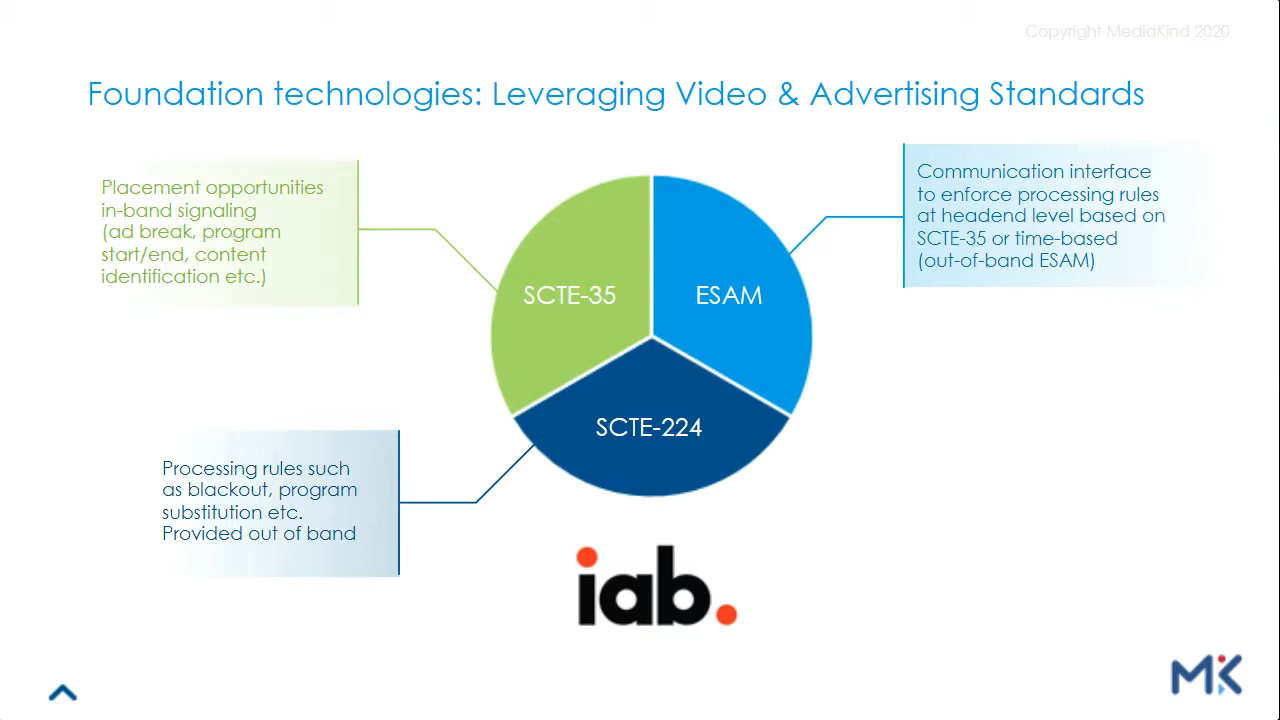 Copyright MediaKind 2020
Foundation technologies: Leveraging Video & Advertising Standards
Placement opportunities
in-band signaling
(ad break, program
start/end, content
identification etc.)
Communication interface
to enforce processing rules
at headend level based on
SCTE-35 or time-based
(out-of-band ESAM)
SCTE-35
ESAM
SCTE-224
Processing rules such
as blackout, program
substitution etc.
Provided out of band
iab.
MK